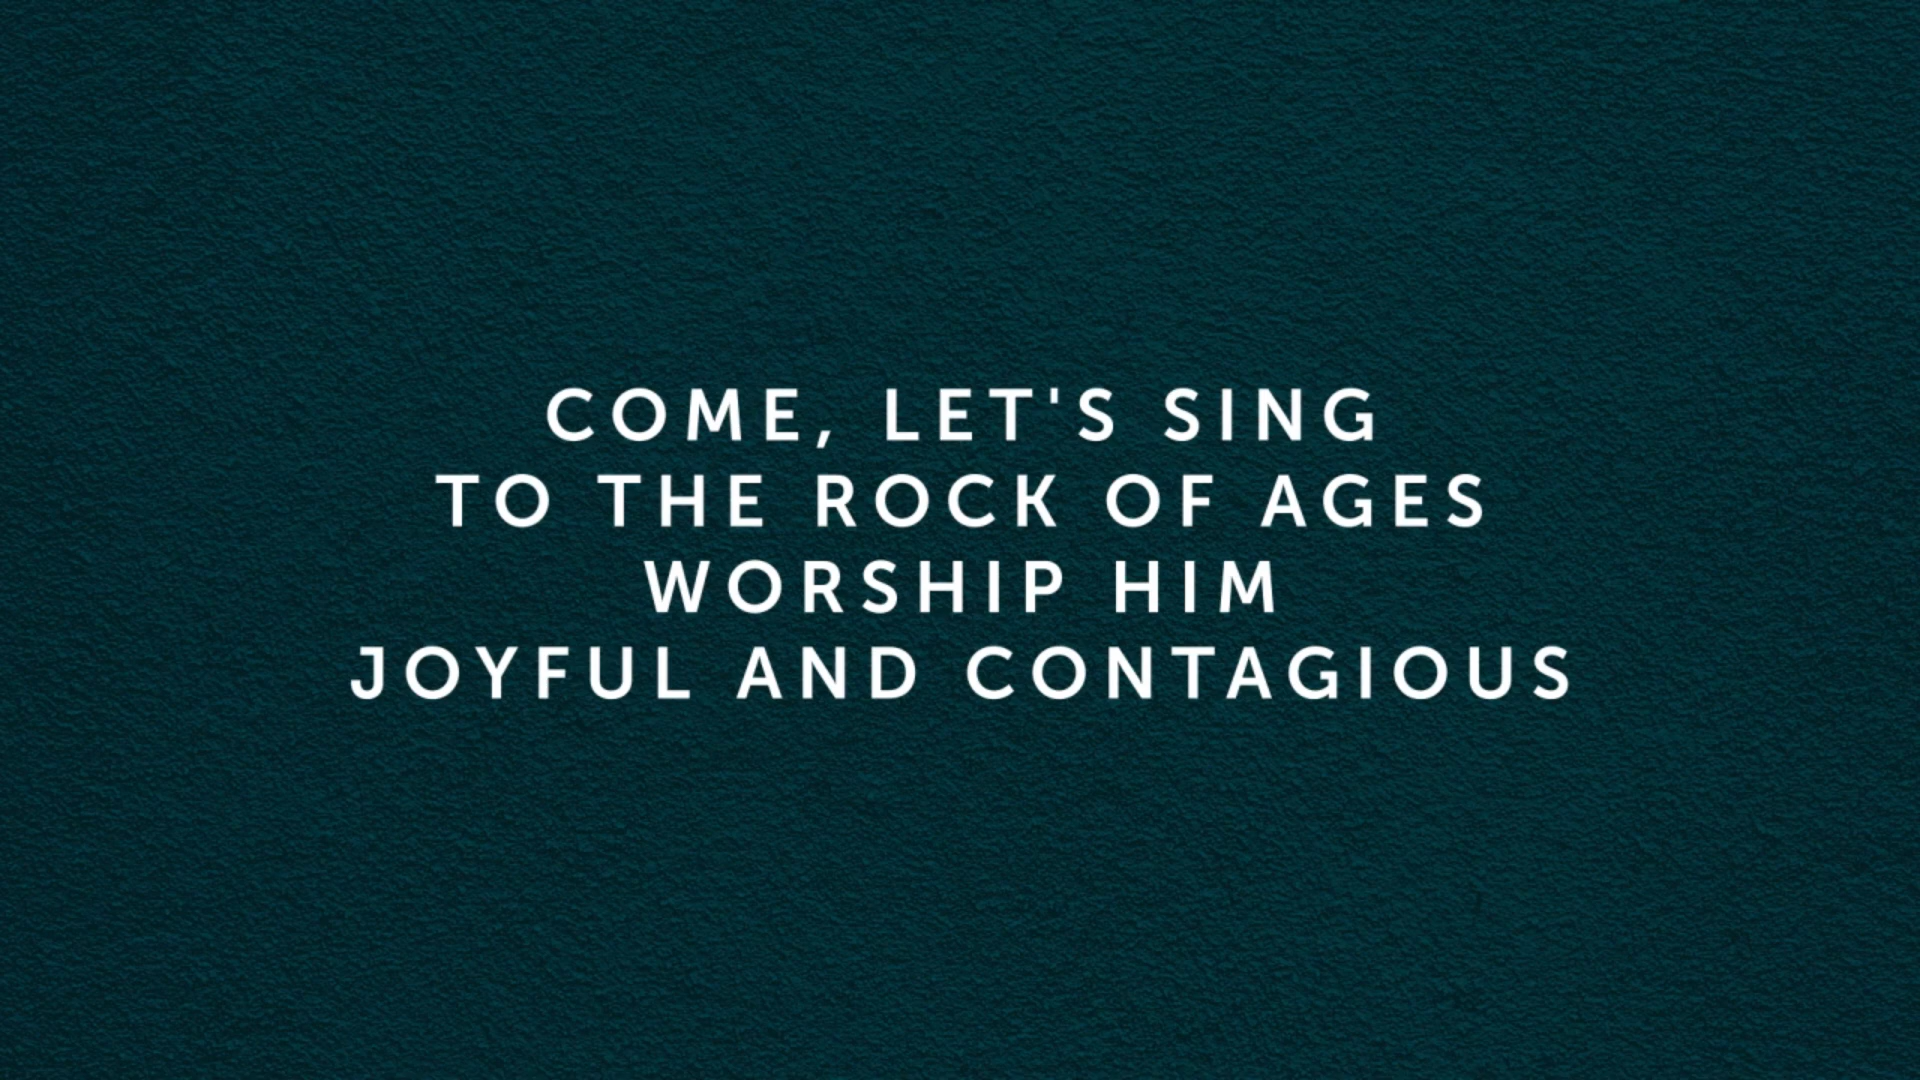 COME, LET'S SING
TO THE ROCK OF AGES
WORSHIP HIM
JOYFUL AND CONTAGIOUS